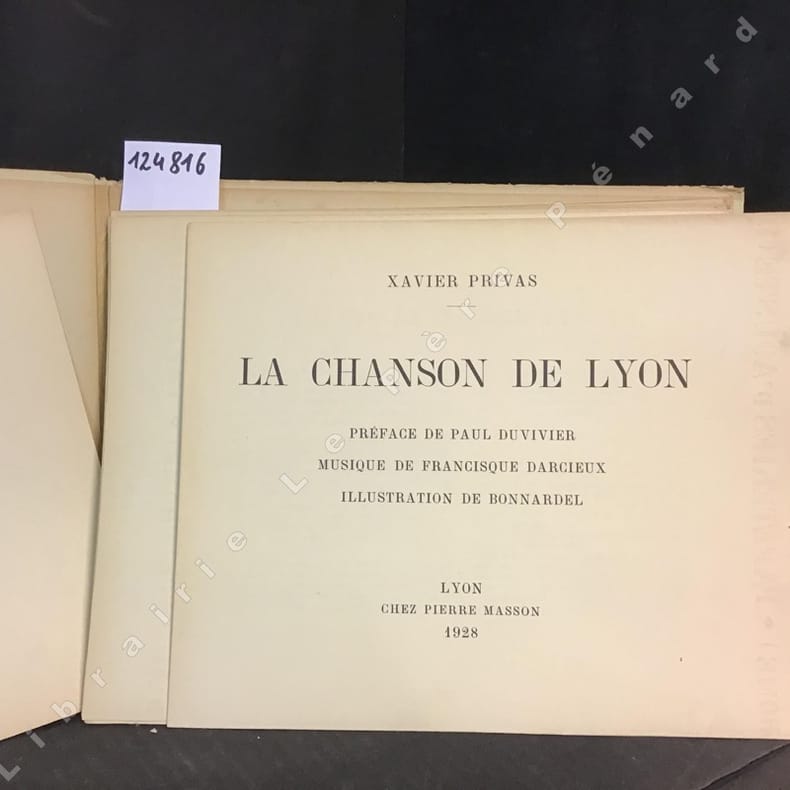 124816
XAVIER PRIVAS
LA CHANSON DE LYON
PRÉFACE DE PAUL DUVIVIER
MUSIQUE DE FRANCISQUE DARCIEUX
ILLUSTRATION DE BONNARDEL
LYON
CHEZ PIERRE MASSON
1928
Librairie Le Père Pénard